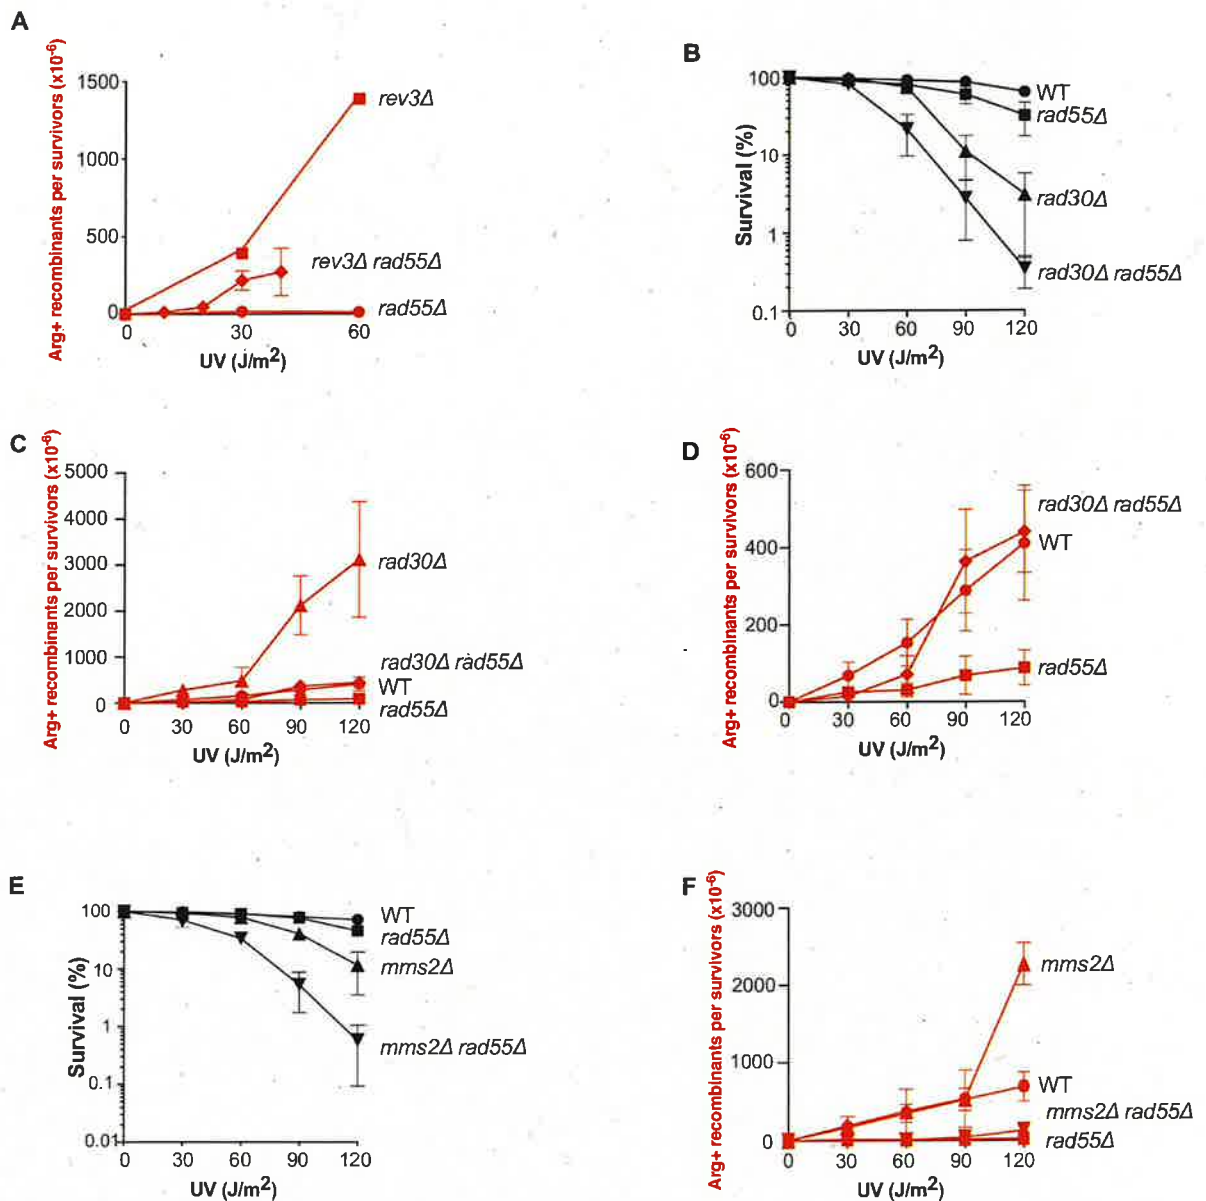 A
Arg+ recombinants per survivors (x10⁻⁶)
1500
1000
500
0
0 30 60
UV (J/m²)
rev3Δ
rev3Δ rad55Δ
rad55Δ
B
Survival (%)
100
10
1
0.1
0 30 60 90 120
UV (J/m²)
WT
rad55Δ
rad30Δ
rad30Δ rad55Δ
C
Arg+ recombinants per survivors (x10⁻⁶)
5000
4000
3000
2000
1000
0
0 30 60 90 120
UV (J/m²)
rad30Δ
rad30Δ rad55Δ
WT
rad55Δ
D
Arg+ recombinants per survivors (x10⁻⁶)
600
400
200
0
0 30 60 90 120
UV (J/m²)
rad30Δ rad55Δ
WT
rad55Δ
E
Survival (%)
100
10
1
0.1
0.01
0 30 60 90 120
UV (J/m²)
WT
rad55Δ
mms2Δ
mms2Δ rad55Δ
F
Arg+ recombinants per survivors (x10⁻⁶)
3000
2000
1000
0
0 30 60 90 120
UV (J/m²)
mms2Δ
WT
mms2Δ rad55Δ
rad55Δ